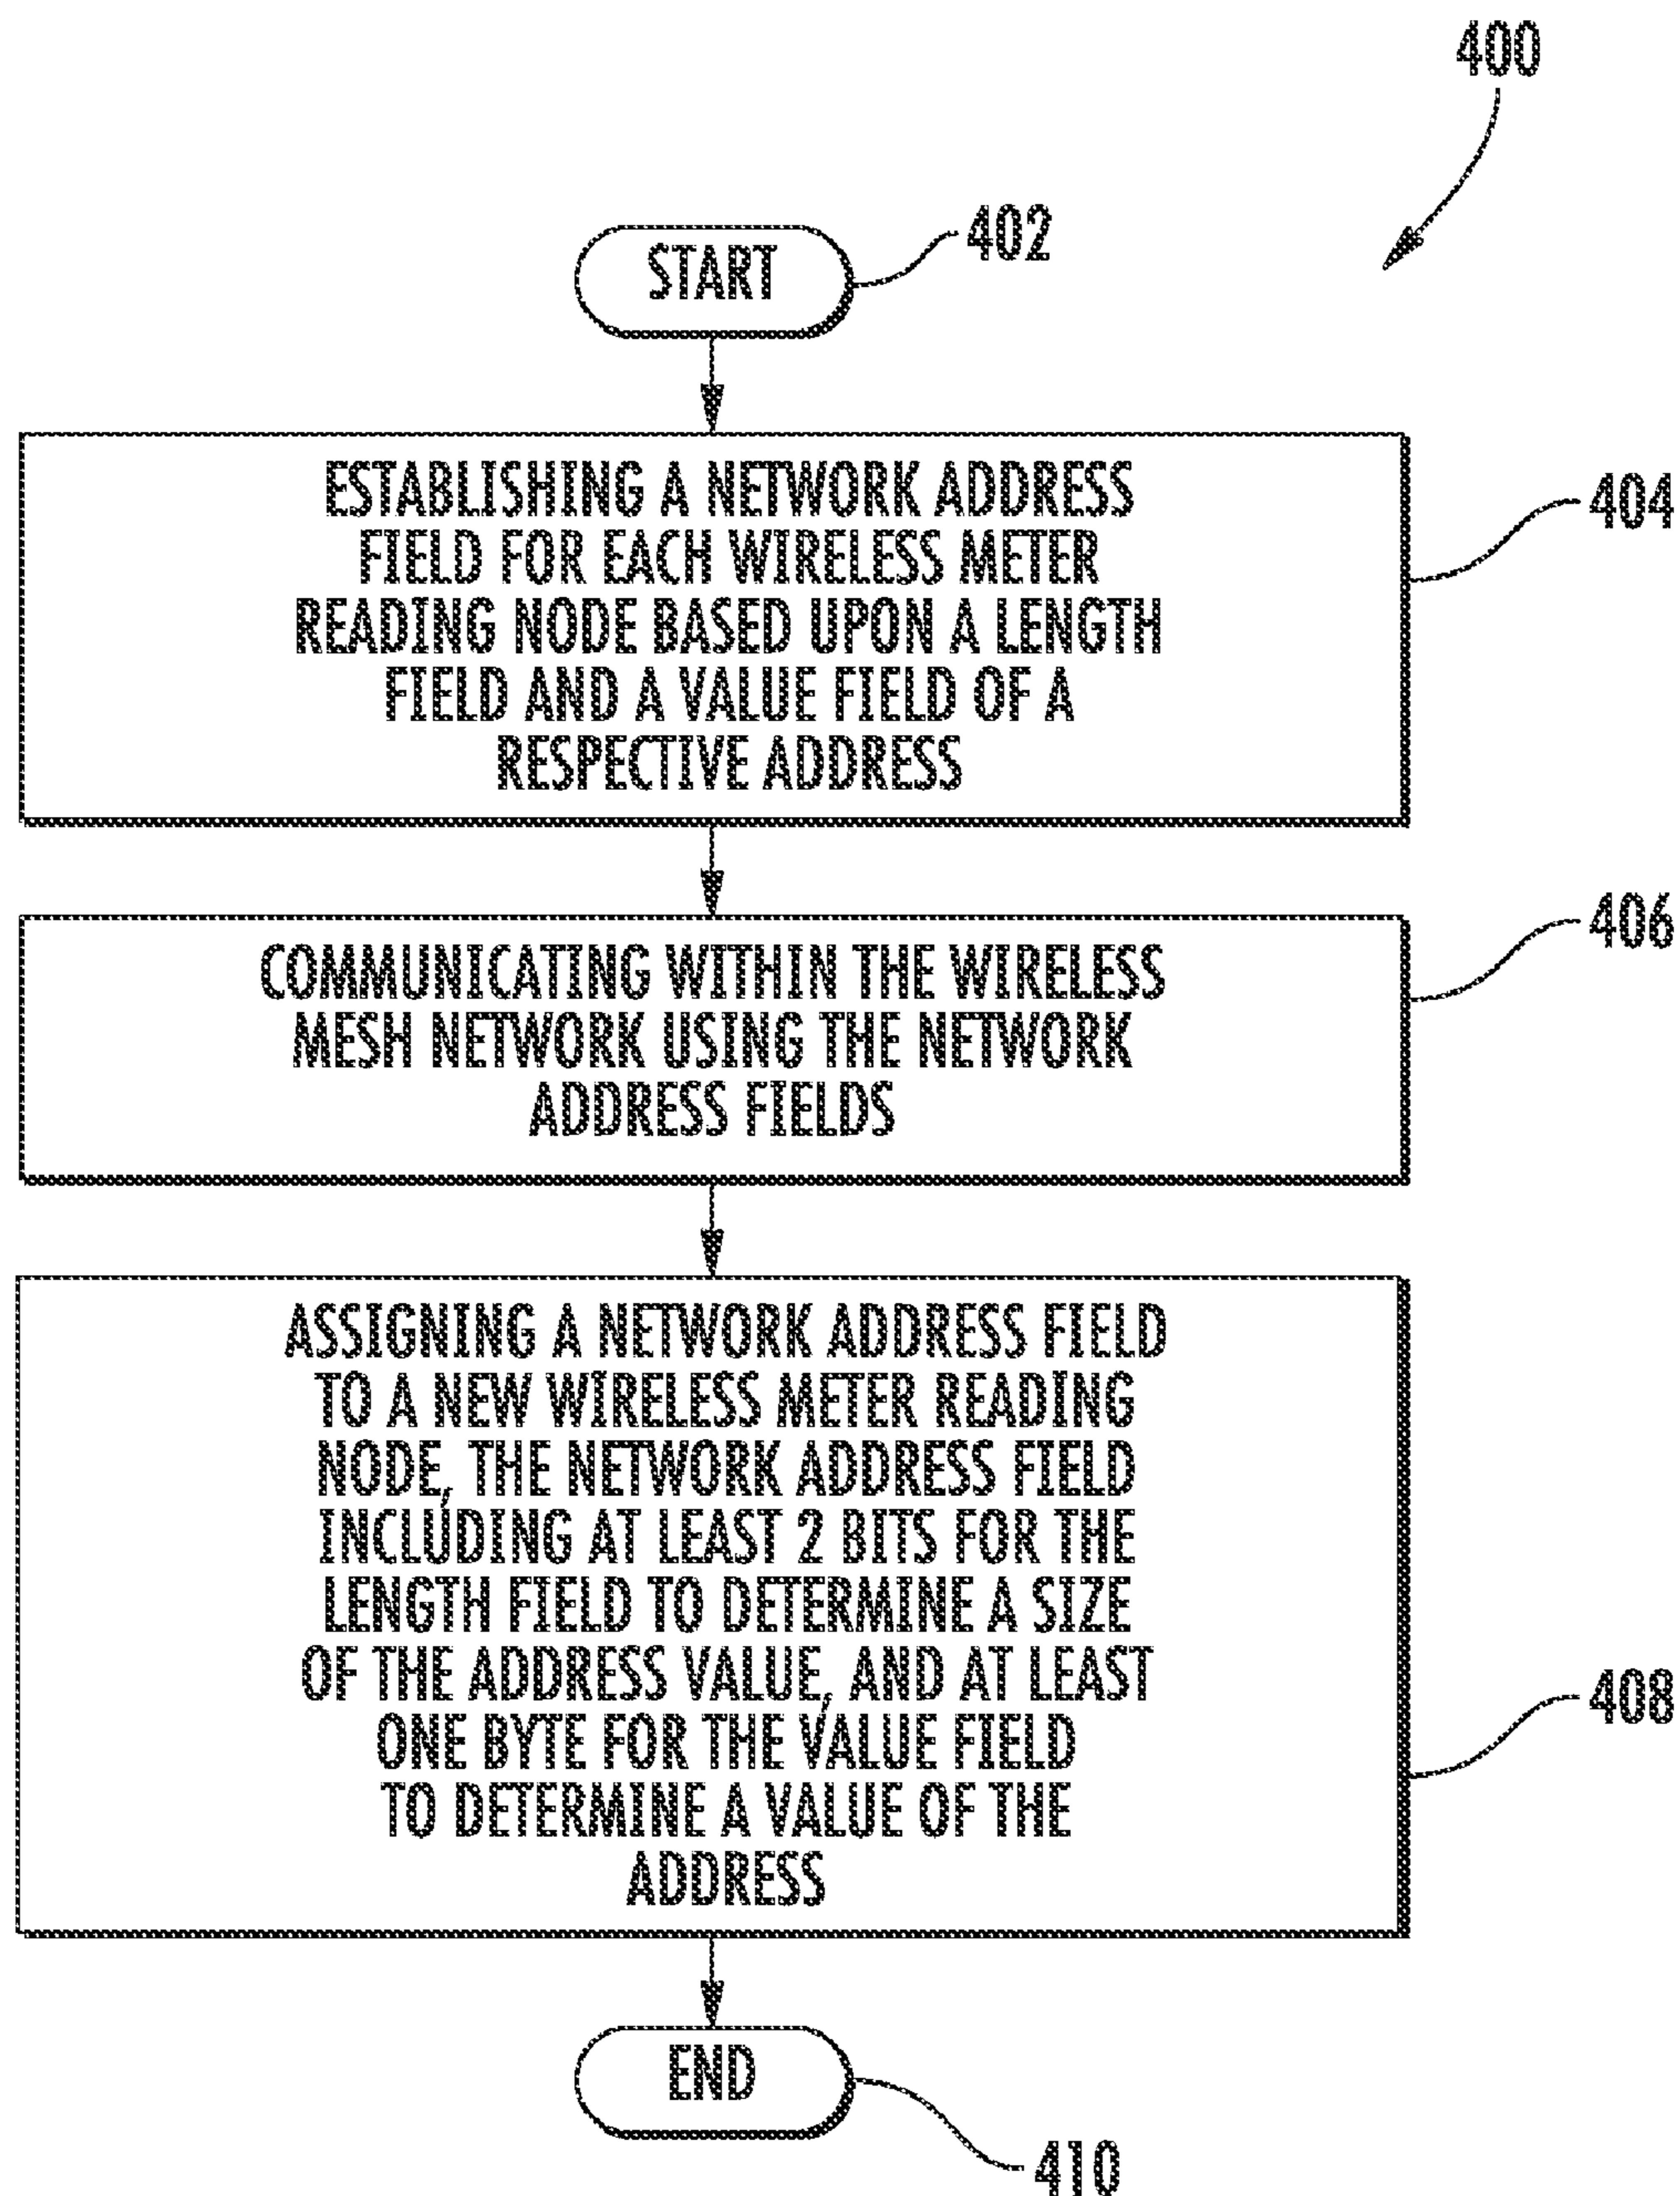 400
START
402
ESTABLISHING A NETWORK ADDRESS
FIELD FOR EACH WIRELESS METER
READING NODE BASED UPON A LENGTH
FIELD AND A VALUE FIELD OF A
RESPECTIVE ADDRESS
404
COMMUNICATING WITHIN THE WIRELESS
MESH NETWORK USING THE NETWORK
ADDRESS FIELDS
406
ASSIGNING A NETWORK ADDRESS FIELD
TO A NEW WIRELESS METER READING
NODE, THE NETWORK ADDRESS FIELD
INCLUDING AT LEAST 2 BITS FOR THE
LENGTH FIELD TO DETERMINE A SIZE
OF THE ADDRESS VALUE, AND AT LEAST
ONE BYTE FOR THE VALUE FIELD
TO DETERMINE A VALUE OF THE
ADDRESS
408
END
410